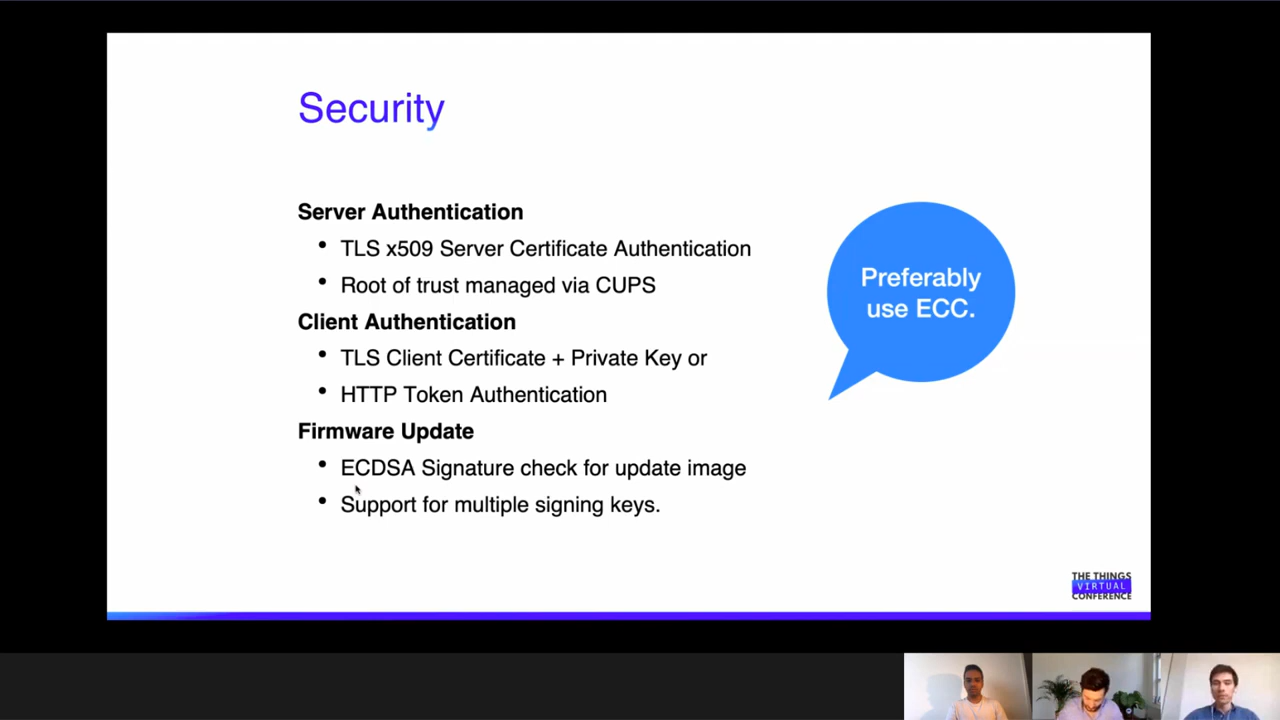 Security
Server Authentication
• TLS x509 Server Certificate Authentication
• Root of trust managed via CUPS
Client Authentication
• TLS Client Certificate + Private Key or
• HTTP Token Authentication
Firmware Update
• ECDSA Signature check for update image
• Support for multiple signing keys.
Preferably
use ECC.
THE THINGS
VIRTUAL
CONFERENCE